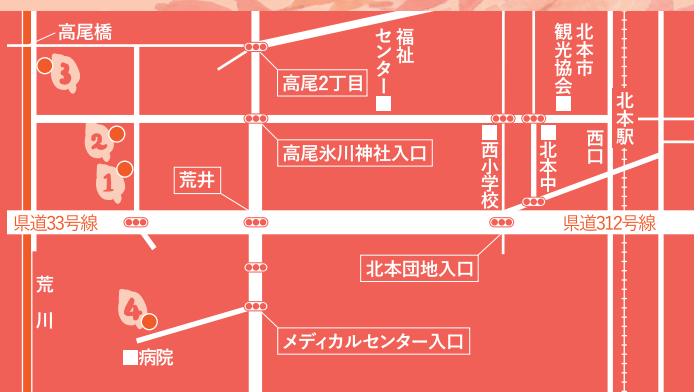 高尾橋
3
高尾2丁目
福祉
センター
北本市
観光協会
北本駅
西口
2
高尾氷川神社入口
西小学校
北本中
1
荒井
県道33号線
県道312号線
北本団地入口
荒川
4
メディカルセンター入口
病院